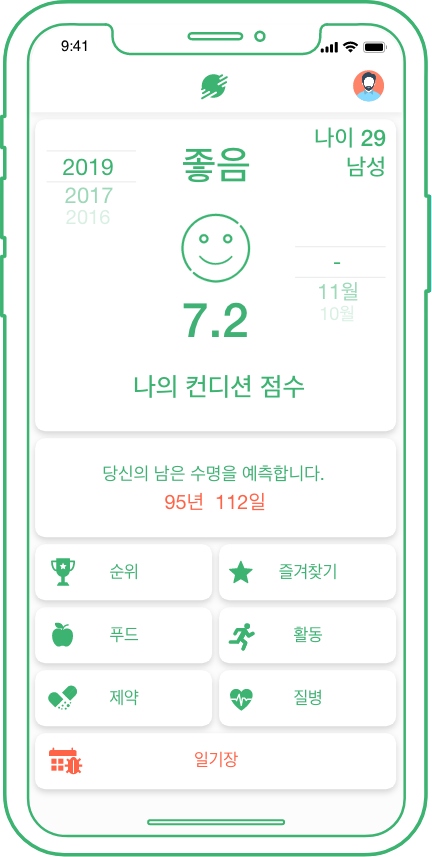 9:41
2019
2017
2016
좋음
나이 29
남성
-
11월
10월
7.2
나의 컨디션 점수
당신의 남은 수명을 예측합니다.
95년 112일
순위
즐겨찾기
푸드
활동
제약
질병
일기장